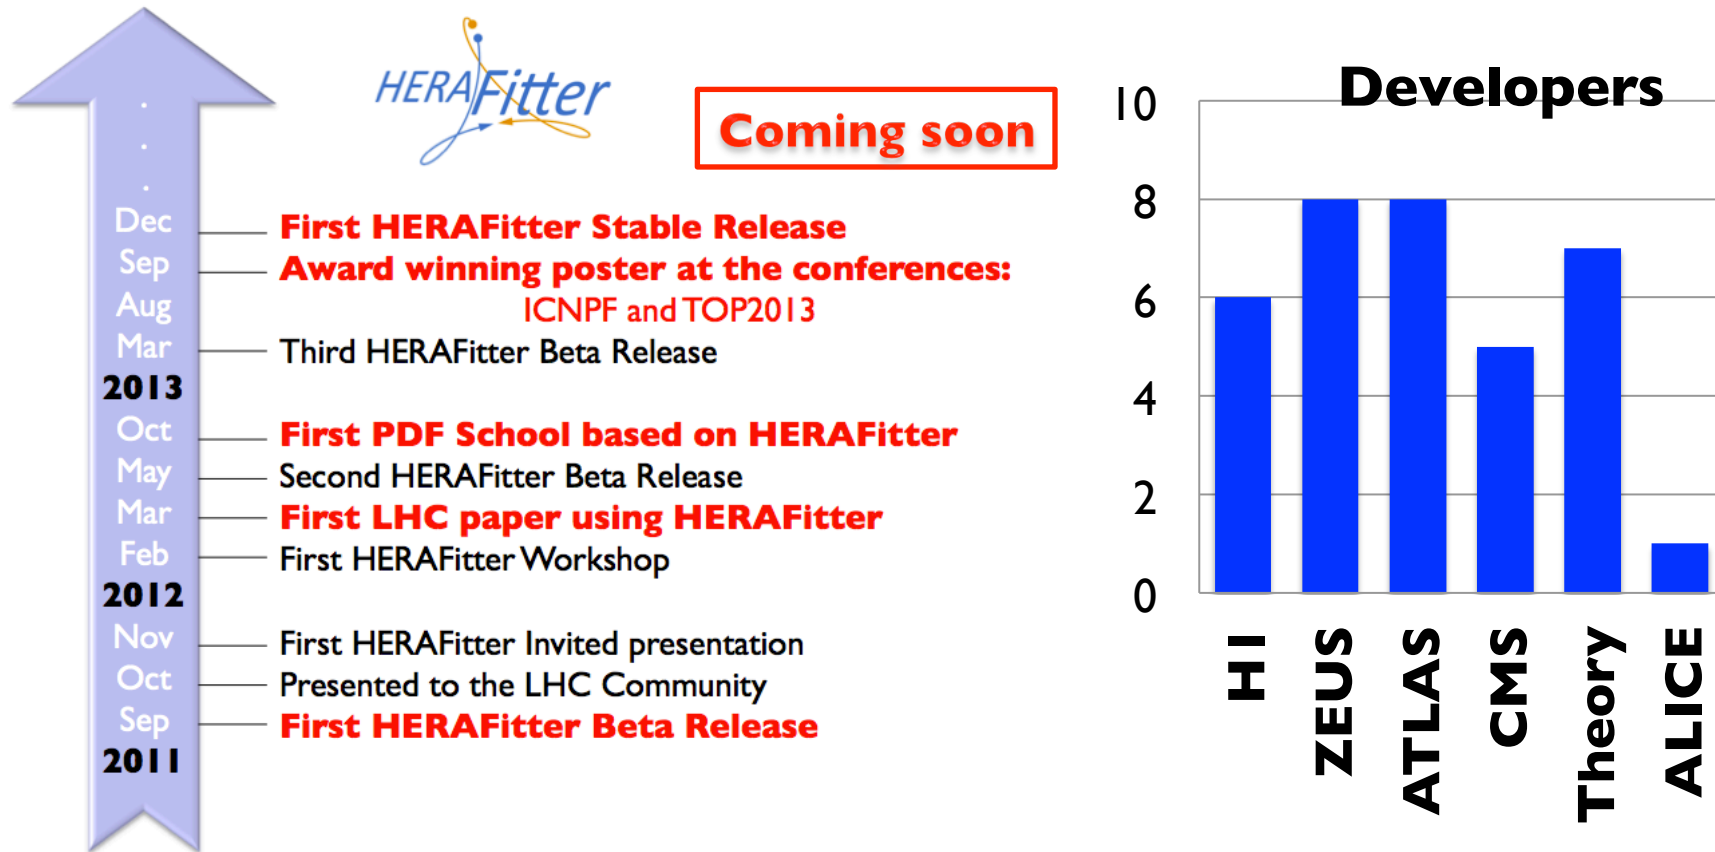 HERAFitter
Coming soon
.
.
.
Dec First HERAFitter Stable Release
Sep Award winning poster at the conferences:
Aug ICNPF and TOP2013
Mar Third HERAFitter Beta Release
2013
Oct First PDF School based on HERAFitter
May Second HERAFitter Beta Release
Mar First LHC paper using HERAFitter
Feb First HERAFitter Workshop
2012
Nov First HERAFitter Invited presentation
Oct Presented to the LHC Community
Sep First HERAFitter Beta Release
2011
Developers
10
8
6
4
2
0
H1
ZEUS
ATLAS
CMS
Theory
ALICE